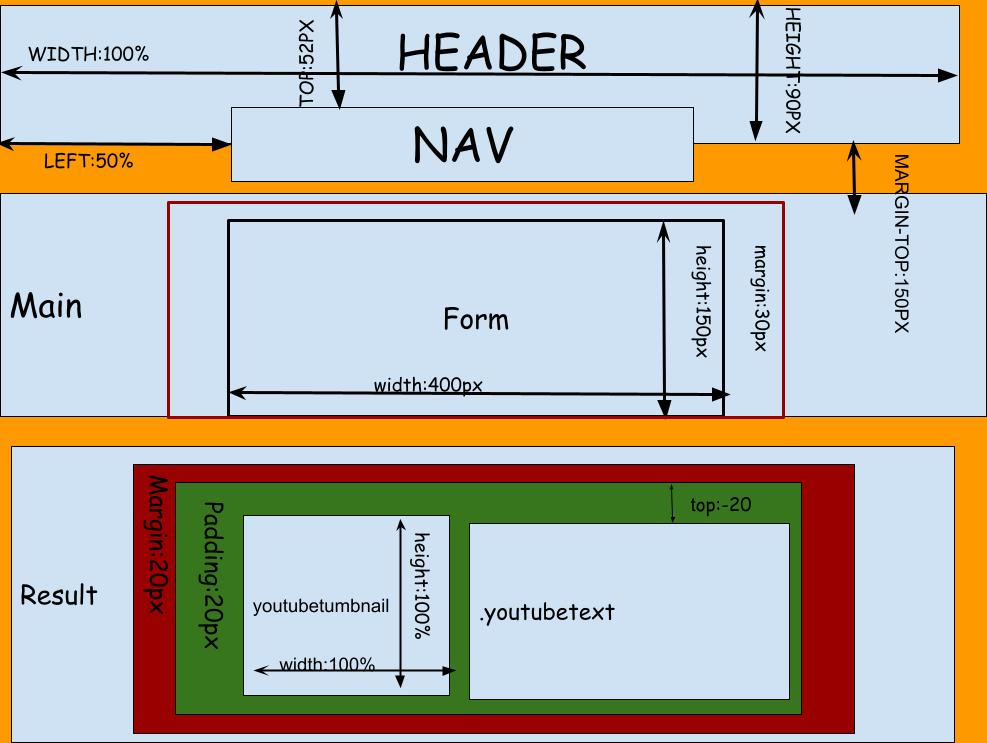 WIDTH:100%
TOP:52PX
HEADER
HEIGHT:90PX
LEFT:50%
NAV
MARGIN-TOP:150PX
Main
Form
height:150px
margin:30px
width:400px
Result
Margin:20px
Padding:20px
top:-20
youtubetumbnail
height:100%
.youtubetext
width:100%